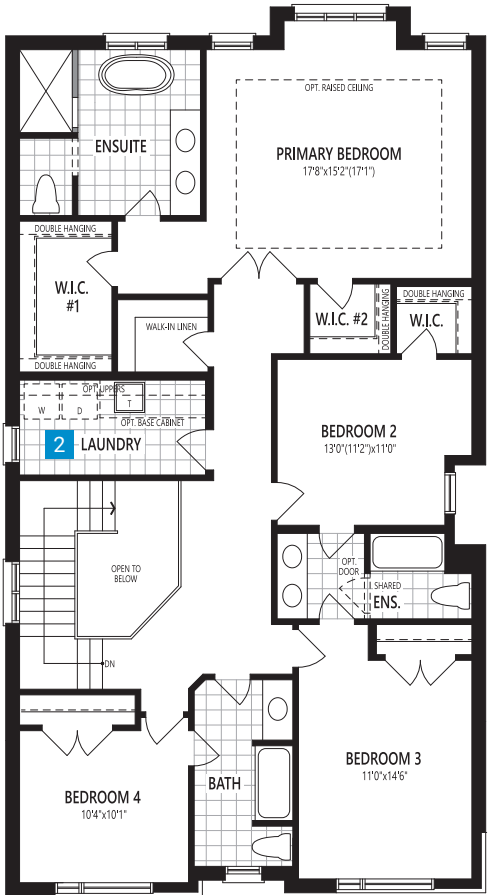 OPT. RAISED CEILING
ENSUITE
PRIMARY BEDROOM
17'8"x15'2"(17'1")
DOUBLE HANGING
W.I.C.
#1
DOUBLE HANGING
WALK-IN LINEN
W.I.C. #2
DOUBLE HANGING
DOUBLE HANGING
W.I.C.
OPT. UPPERS
W
D
T
OPT. BASE CABINET
2
LAUNDRY
BEDROOM 2
13'0"(11'2")x11'0"
OPEN TO
BELOW
OPT.
DOOR
SHARED
ENS.
DN
BEDROOM 3
11'0"x14'6"
BATH
BEDROOM 4
10'4"x10'1"